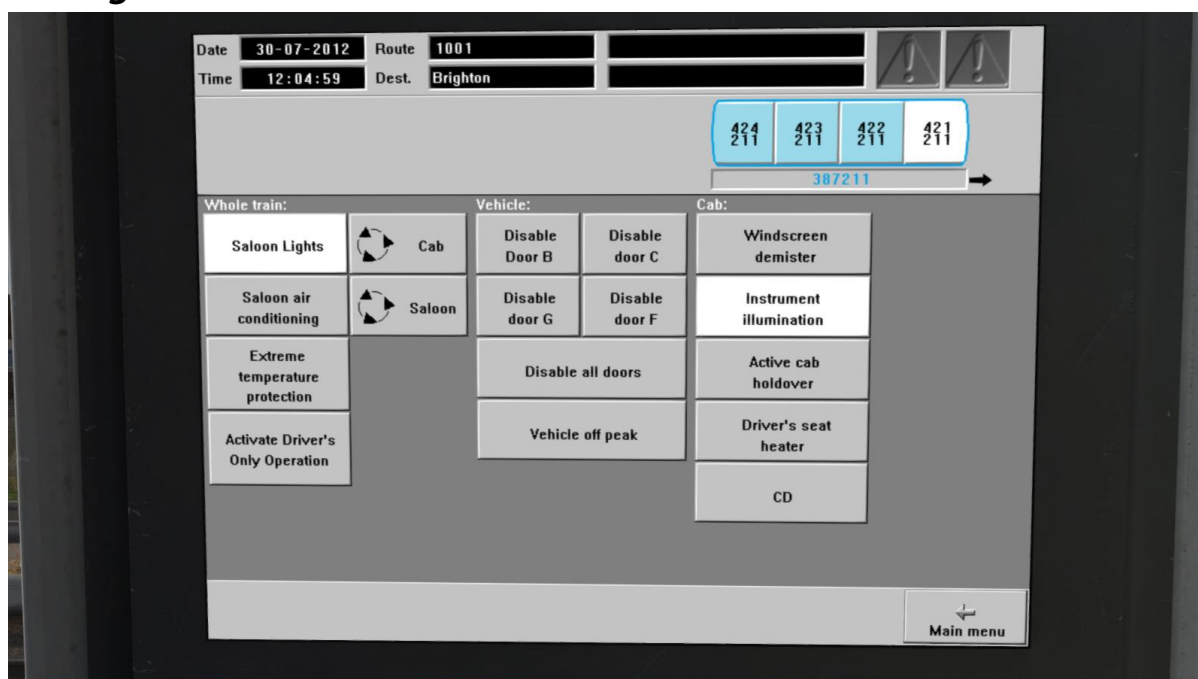 Date 30-07-2012 Route 1001
Time 12:04:59 Dest. Brighton
424 423 422 421
211 211 211 211
387211
Whole train: Vehicle: Cab:
Saloon Lights
Cab
Disable
Door B
Disable
door C
Windscreen
demister
Saloon air
conditioning
Saloon
Disable
door G
Disable
door F
Instrument
illumination
Extreme
temperature
protection
Disable all doors
Active cab
holdover
Activate Driver's
Only Operation
Vehicle off peak
Driver's seat
heater
CD
Main menu